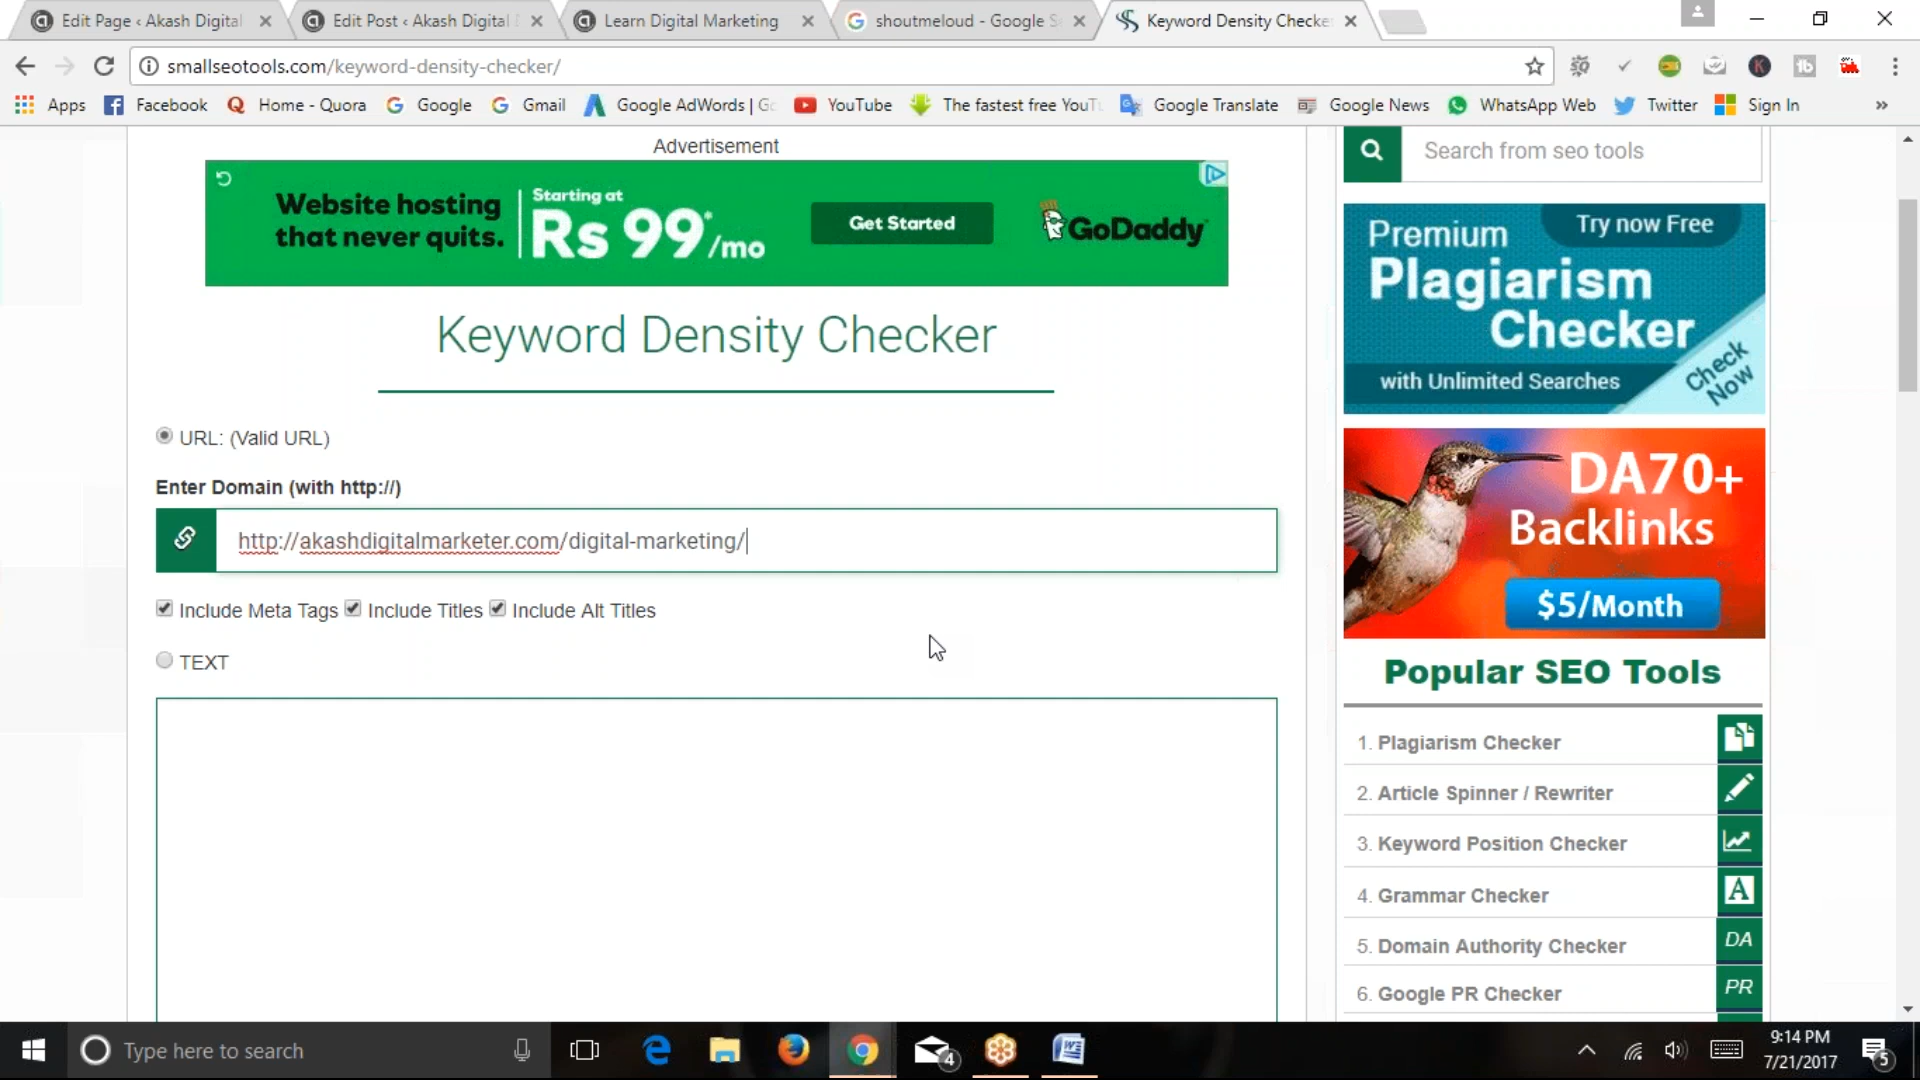 Edit Page ‹ Akash Digital
Edit Post ‹ Akash Digital
Learn Digital Marketing
shoutmeloud - Google S
Keyword Density Checke
smallseotools.com/keyword-density-checker/
Apps
Facebook
Home - Quora
Google
Gmail
Google AdWords | G
YouTube
The fastest free YouT
Google Translate
Google News
WhatsApp Web
Twitter
Sign In
»
Advertisement
Website hosting
that never quits.
Starting at
Rs 99*/mo
Get Started
GoDaddy
Keyword Density Checker
URL: (Valid URL)
Enter Domain (with http://)
http://akashdigitalmarketer.com/digital-marketing/
Include Meta Tags Include Titles Include Alt Titles
TEXT
Search from seo tools
Premium
Try now Free
Plagiarism
Checker
with Unlimited Searches
Check
Now
DA70+
Backlinks
$5/Month
Popular SEO Tools
1. Plagiarism Checker
2. Article Spinner / Rewriter
3. Keyword Position Checker
4. Grammar Checker
A
5. Domain Authority Checker
DA
6. Google PR Checker
PR
Type here to search
4
9:14 PM
7/21/2017
5